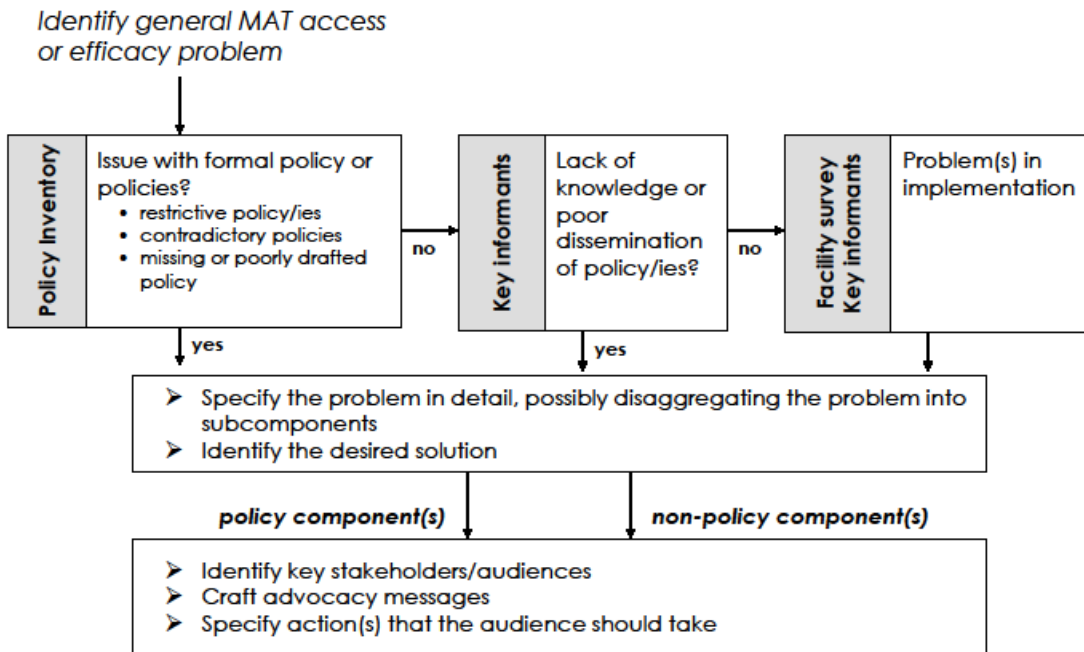 Identify general MAT access
or efficacy problem
Policy Inventory
Issue with formal policy or
policies?
• restrictive policy/ies
• contradictory policies
• missing or poorly drafted
policy
no
Key informants
Lack of
knowledge or
poor
dissemination
of policy/ies?
no
Facility survey
Key informants
Problem(s) in
implementation
yes
yes
➢ Specify the problem in detail, possibly disaggregating the problem into
subcomponents
➢ Identify the desired solution
policy component(s)
non-policy component(s)
➢ Identify key stakeholders/audiences
➢ Craft advocacy messages
➢ Specify action(s) that the audience should take